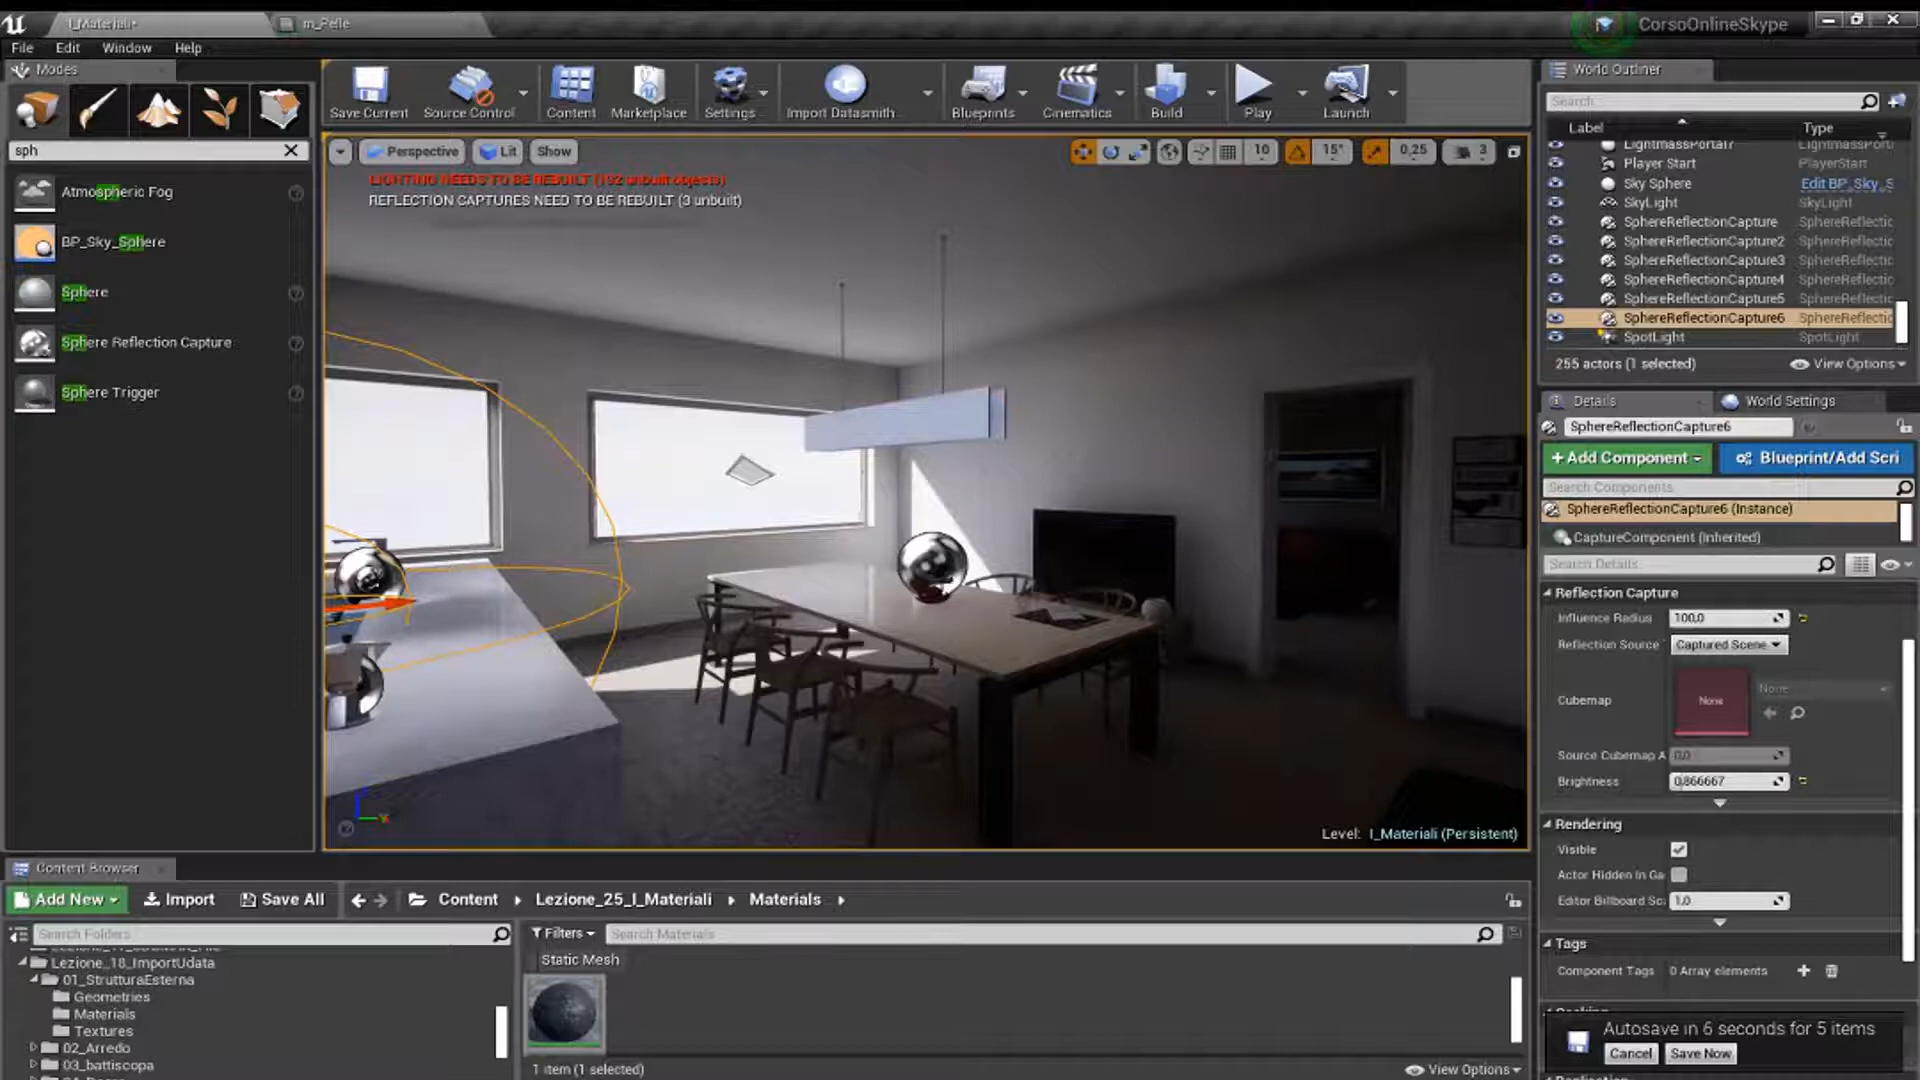 I_Materiali*
m_Pelle
CorsoOnlineSkype
File Edit Window Help
Modes
sph
Atmospheric Fog
BP_Sky_Sphere
Sphere
Sphere Reflection Capture
Sphere Trigger
Save Current
Source Control
Content
Marketplace
Settings
Import Datasmith
Blueprints
Cinematics
Build
Play
Launch
Perspective
Lit
Show
10
15°
0,25
3
LIGHTING NEEDS TO BE REBUILT (192 unbuilt objects)
REFLECTION CAPTURES NEED TO BE REBUILT (3 unbuilt)
Level: I_Materiali (Persistent)
World Outliner
Search...
Label Type
Player Start PlayerStart
Sky Sphere Edit BP_Sky_S
SkyLight SkyLight
SphereReflectionCapture SphereReflectic
SphereReflectionCapture2 SphereReflectic
SphereReflectionCapture3 SphereReflectic
SphereReflectionCapture4 SphereReflectic
SphereReflectionCapture5 SphereReflectic
SphereReflectionCapture6 SphereReflectic
SpotLight SpotLight
255 actors (1 selected) View Options
Details World Settings
SphereReflectionCapture6
+ Add Component Blueprint/Add Scri
Search Components
SphereReflectionCapture6 (Instance)
CaptureComponent (Inherited)
Search Details
Reflection Capture
Influence Radius 100,0
Reflection Source Captured Scene
Cubemap None None
Source Cubemap A 0,0
Brightness 0,866667
Rendering
Visible
Actor Hidden In Ga
Editor Billboard Sc 1,0
Tags
Component Tags 0 Array elements
Autosave in 6 seconds for 5 items
Cancel Save Now
Content Browser
Add New Import Save All Content Lezione_25_I_Materiali Materials
Search Folders
Lezione_18_ImportUdata
01_StrutturaEsterna
Geometries
Materials
Textures
02_Arredo
03_battiscopa
Filters Search Materials
Static Mesh
1 item (1 selected) View Options